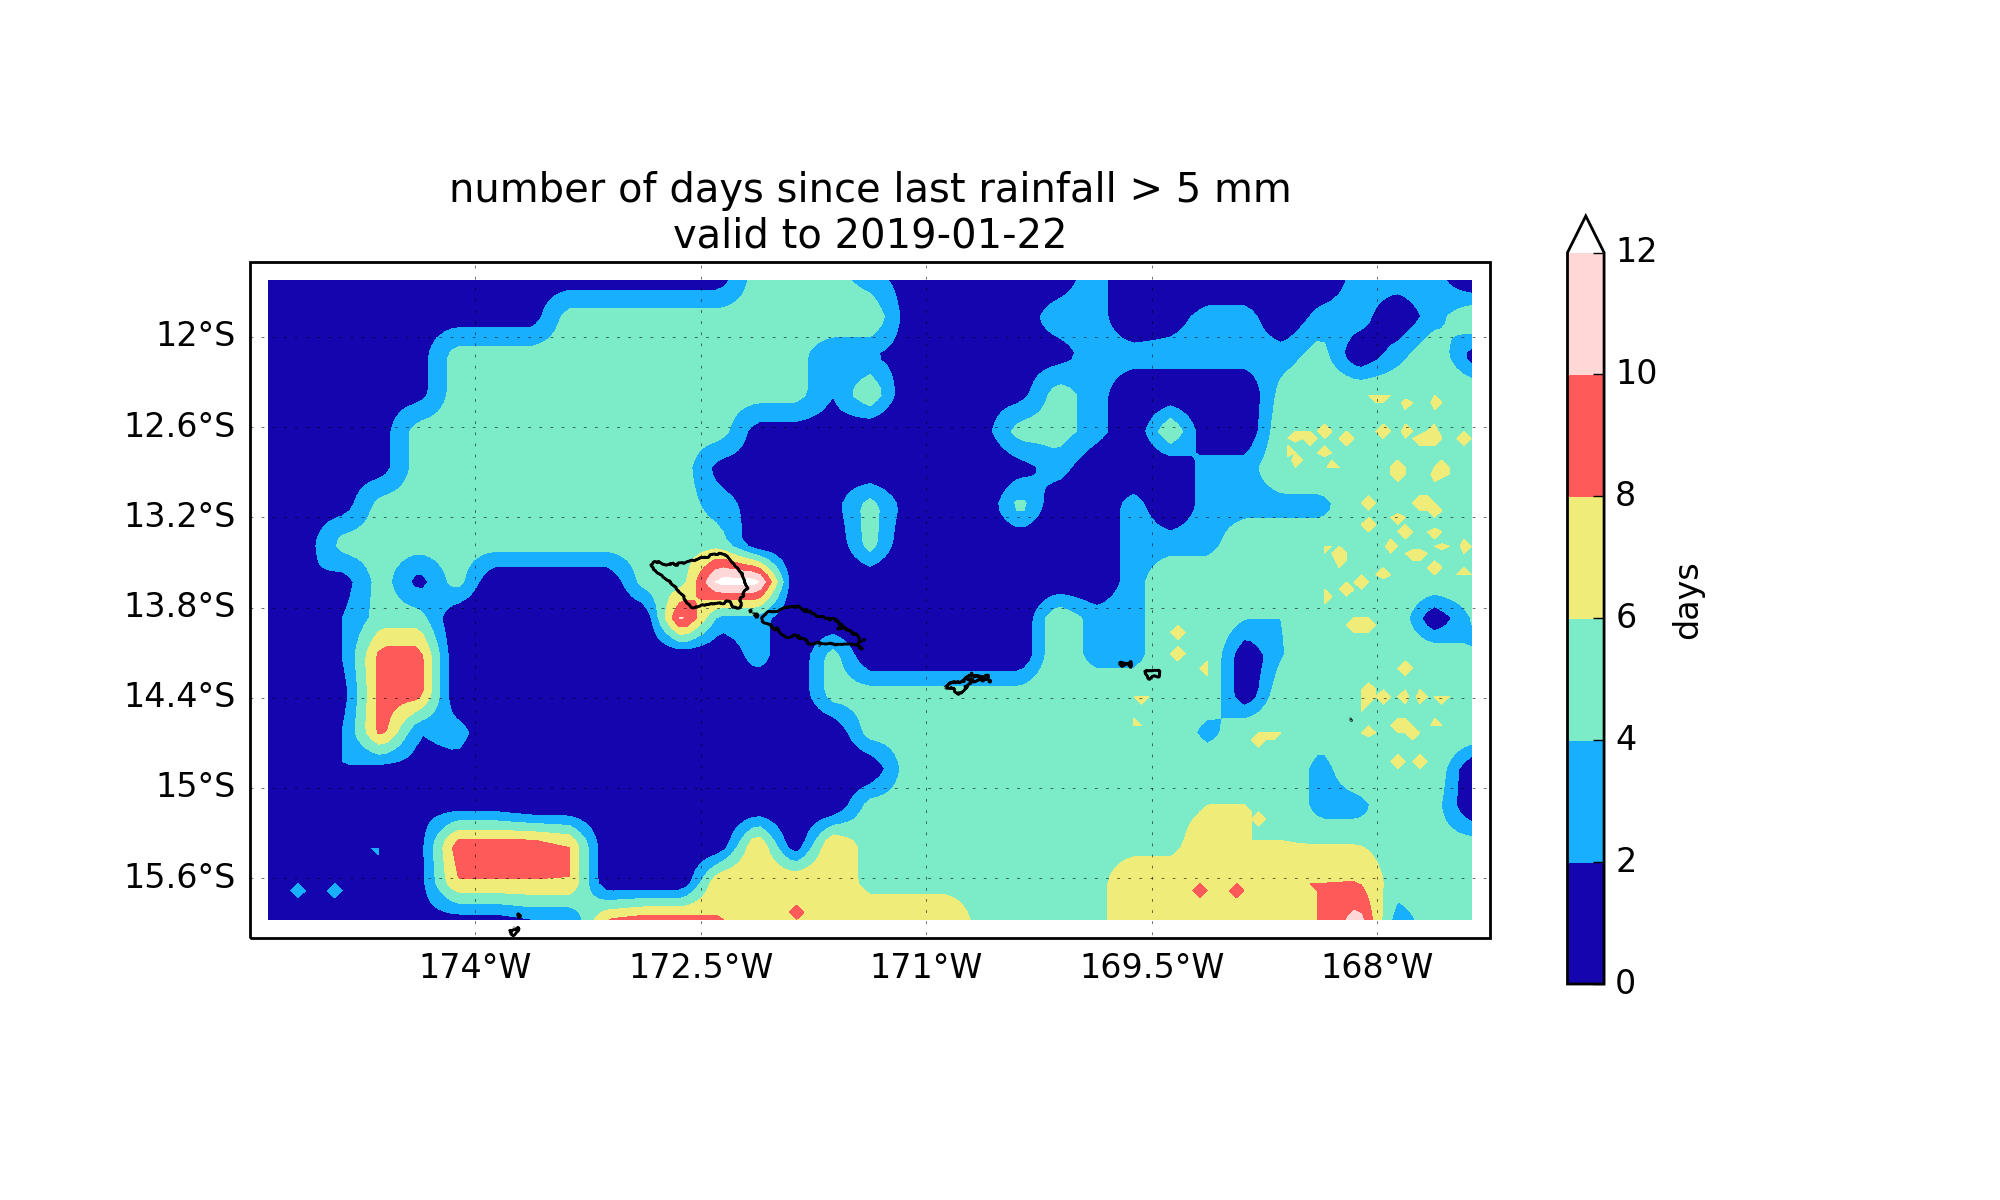 number of days since last rainfall > 5 mm
valid to 2019-01-22
12°S
12.6°S
13.2°S
13.8°S
14.4°S
15°S
15.6°S
174°W
172.5°W
171°W
169.5°W
168°W
12
10
8
6
4
2
0
days